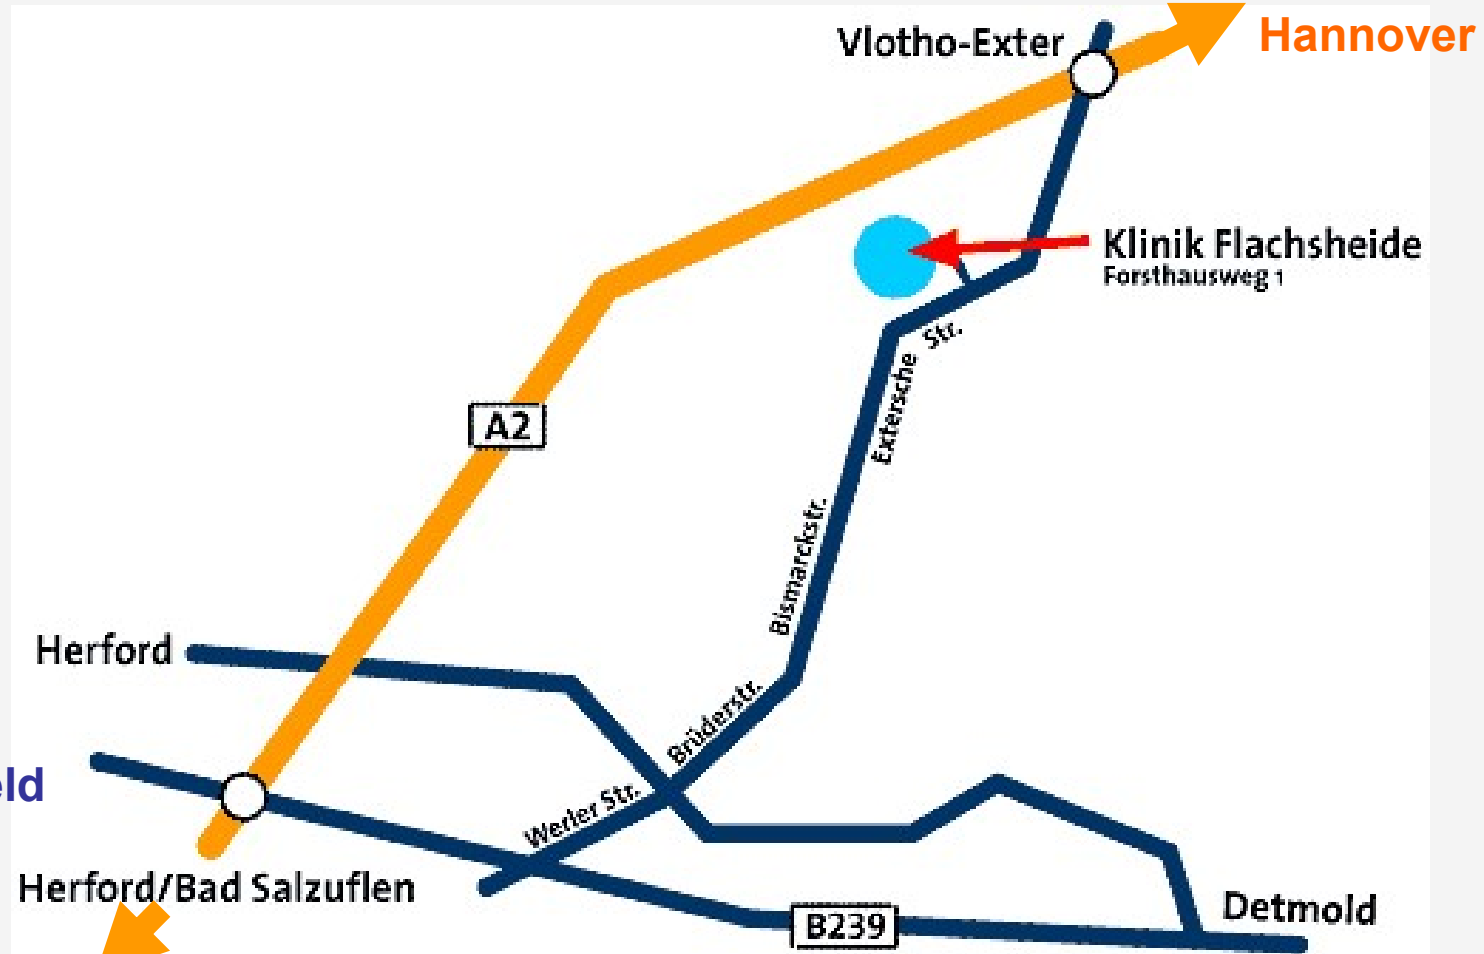 Hannover
Vlotho-Exter
Klinik Flachsheide
Forsthausweg 1
Extersche Str.
A2
Bismarckstr.
Herford
Brüderstr.
Werler Str.
Herford/Bad Salzuflen
B239
Detmold